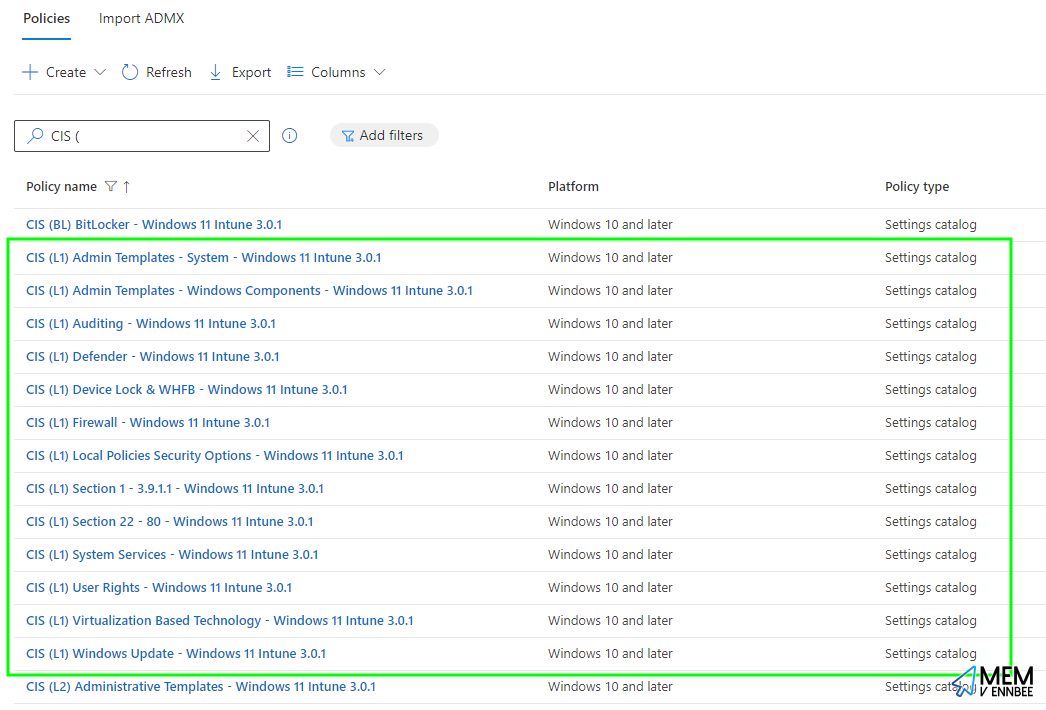 Policies Import ADMX
Create Refresh Export Columns
CIS ( Add filters
Policy name Platform Policy type
CIS (BL) BitLocker - Windows 11 Intune 3.0.1 Windows 10 and later Settings catalog
CIS (L1) Admin Templates - System - Windows 11 Intune 3.0.1 Windows 10 and later Settings catalog
CIS (L1) Admin Templates - Windows Components - Windows 11 Intune 3.0.1 Windows 10 and later Settings catalog
CIS (L1) Auditing - Windows 11 Intune 3.0.1 Windows 10 and later Settings catalog
CIS (L1) Defender - Windows 11 Intune 3.0.1 Windows 10 and later Settings catalog
CIS (L1) Device Lock & WHFB - Windows 11 Intune 3.0.1 Windows 10 and later Settings catalog
CIS (L1) Firewall - Windows 11 Intune 3.0.1 Windows 10 and later Settings catalog
CIS (L1) Local Policies Security Options - Windows 11 Intune 3.0.1 Windows 10 and later Settings catalog
CIS (L1) Section 1 - 3.9.1.1 - Windows 11 Intune 3.0.1 Windows 10 and later Settings catalog
CIS (L1) Section 22 - 80 - Windows 11 Intune 3.0.1 Windows 10 and later Settings catalog
CIS (L1) System Services - Windows 11 Intune 3.0.1 Windows 10 and later Settings catalog
CIS (L1) User Rights - Windows 11 Intune 3.0.1 Windows 10 and later Settings catalog
CIS (L1) Virtualization Based Technology - Windows 11 Intune 3.0.1 Windows 10 and later Settings catalog
CIS (L1) Windows Update - Windows 11 Intune 3.0.1 Windows 10 and later Settings catalog
CIS (L2) Administrative Templates - Windows 11 Intune 3.0.1 Windows 10 and later Settings catalog
MEM
V ENNBEE